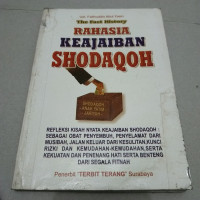 The Fact History
RAHASIA
KEAJAIBAN
SHODAQOH
REFLEKSI KISAH NYATA KEAJAIBAN SHODAQOH :
SEBAGAI OBAT PENYEMBUH, PENYELAMAT DARI
MUSIBAH, JALAN KELUAR DARI KESULITAN, KUNCI
RIZKI DAN KEMUDAHAN-KEMUDAHAN, SERTA
KEKUATAN DAN PENENANG HATI SERTA BENTENG
DARI SEGALA FITNAH
Penerbit "TERBIT TERANG" Surabaya